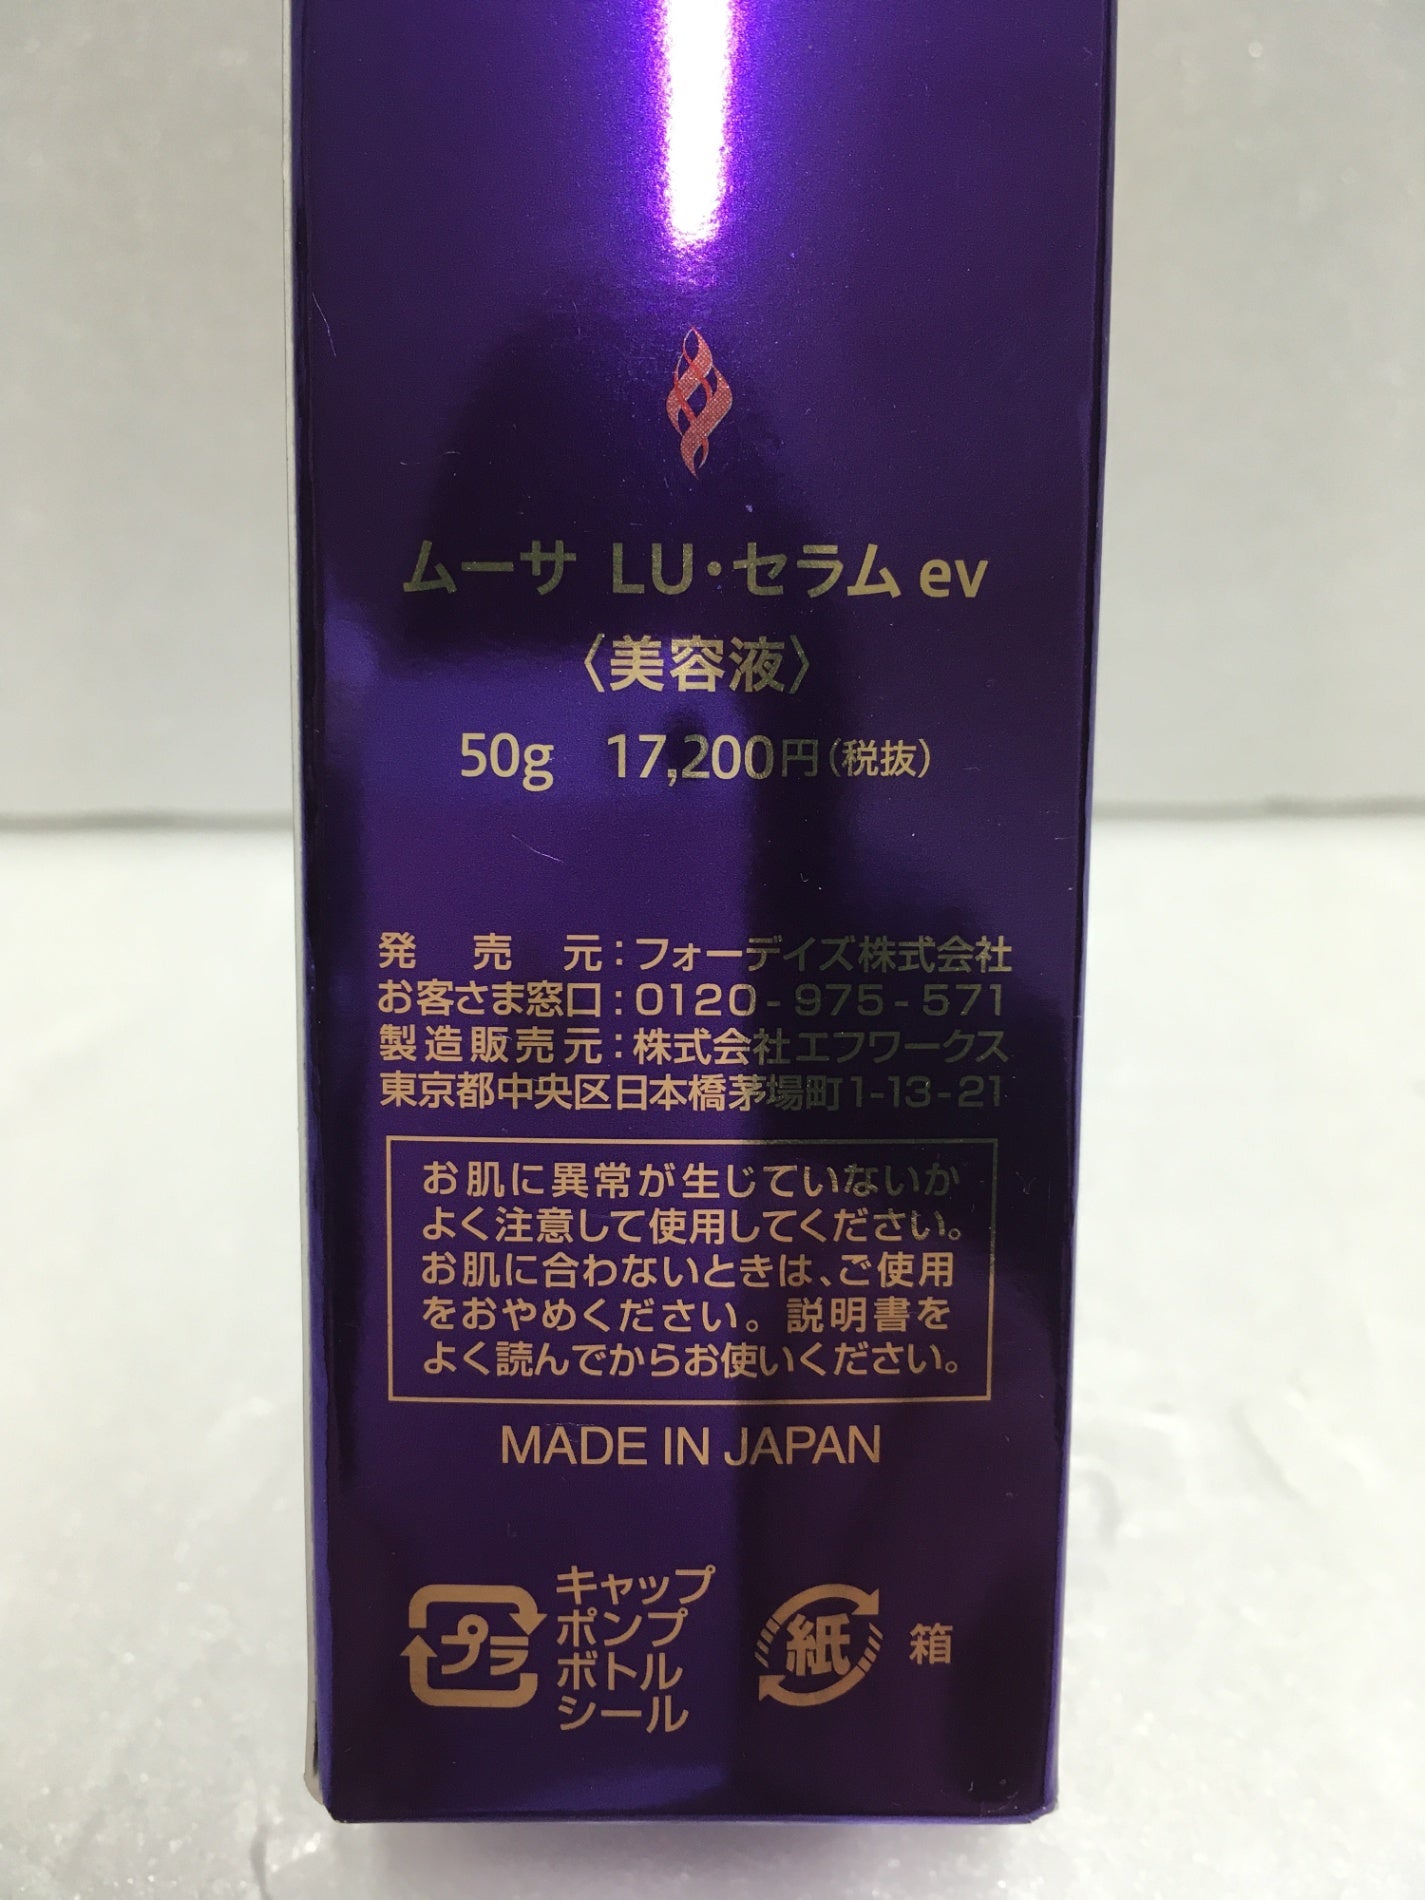 ムーサ LU・セラム ev
〈美容液〉
50g 17,200円(税抜)
発売元:フォーデイズ株式会社
お客さま窓口:0120-975-571
製造販売元:株式会社エフワークス
東京都中央区日本橋茅場町1-13-21
お肌に異常が生じていないか
よく注意して使用してください。
お肌に合わないときは、ご使用
をおやめください。説明書を
よく読んでからお使いください。
MADE IN JAPAN
プラ
キャップ
ポンプ
ボトル
シール
紙 箱